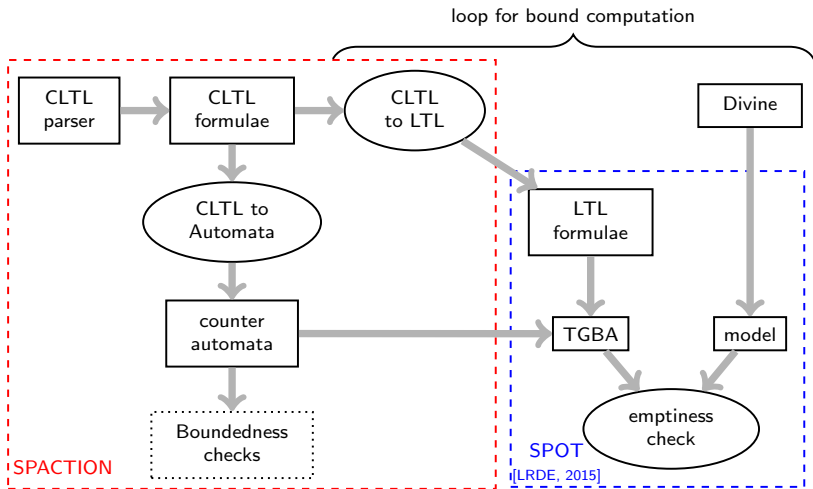 loop for bound computation
CLTL
parser
CLTL
formulae
CLTL
to LTL
Divine
CLTL to
Automata
LTL
formulae
counter
automata
TGBA
model
Boundedness
checks
emptiness
check
SPACTION
SPOT
[LRDE, 2015]